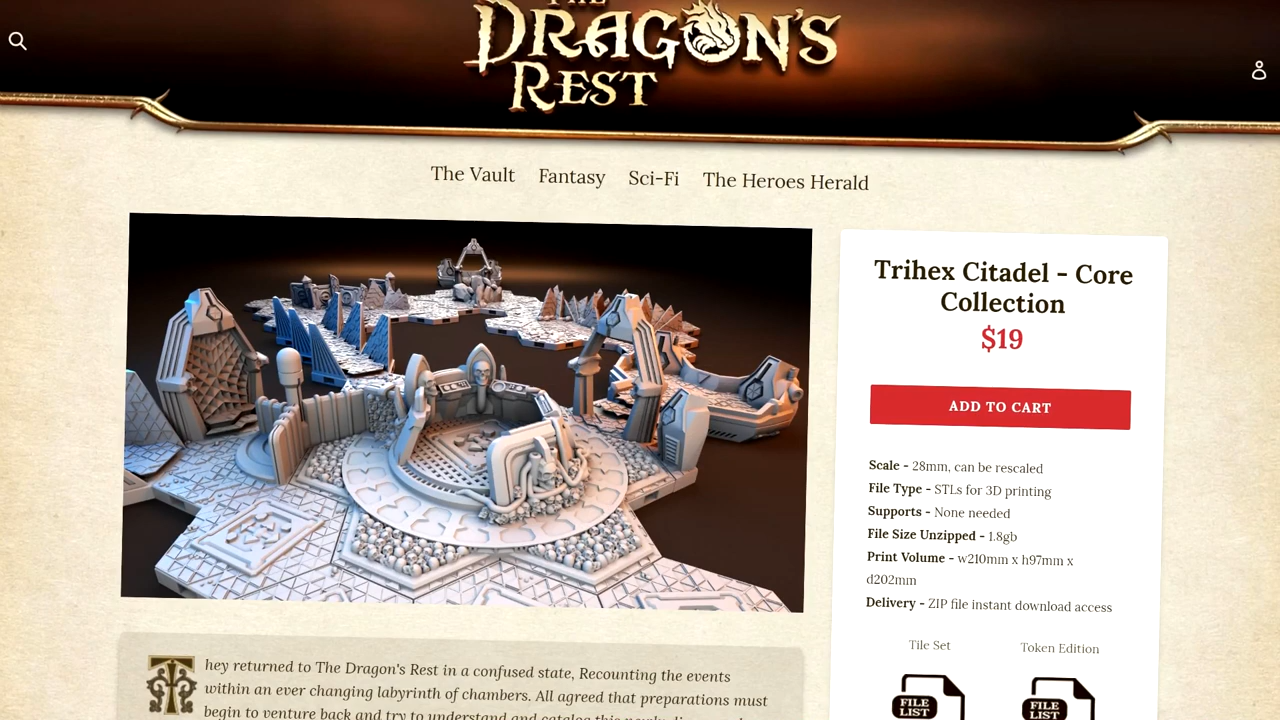 THE
DRAGON'S
REST
The Vault Fantasy Sci-Fi The Heroes Herald
Trihex Citadel - Core
Collection
$19
ADD TO CART
Scale - 28mm, can be rescaled
File Type - STLs for 3D printing
Supports - None needed
File Size Unzipped - 1.8gb
Print Volume - w210mm x h97mm x
d202mm
Delivery - ZIP file instant download access
Tile Set Token Edition
FILE LIST FILE LIST
They returned to The Dragon's Rest in a confused state, Recounting the events
within an ever changing labyrinth of chambers. All agreed that preparations must
begin to venture back and try to understand and catalog this newly